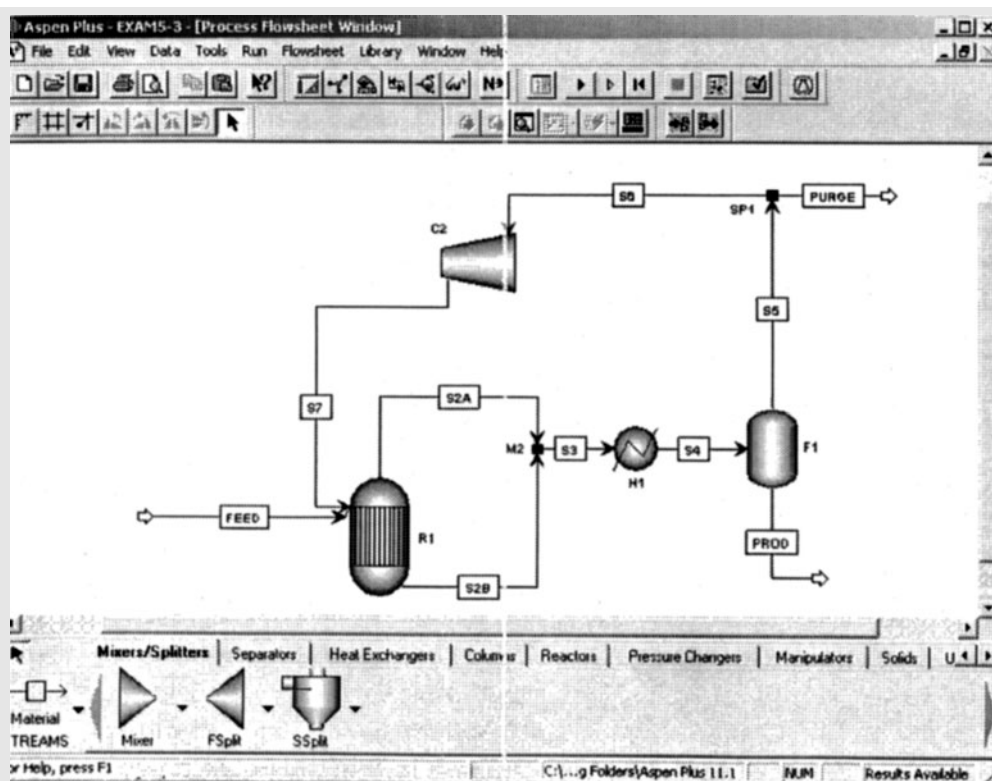 Aspen Plus - EXAM5-3 - [Process Flowsheet Window]
File Edit View Data Tools Run Flowsheet Library Window Help
N>
S6
SP1
PURGE
C2
S5
S7
S2A
M2
S3
S4
F1
H1
FEED
R1
PROD
S2B
Mixers/Splitters | Separators | Heat Exchangers | Columns | Reactors | Pressure Changers | Manipulators | Solids | U
Material
TREAMS
Mixer
FSplit
SSplit
or Help, press F1
C:\...g Folders\Aspen Plus 11.1
NUM
Results Available